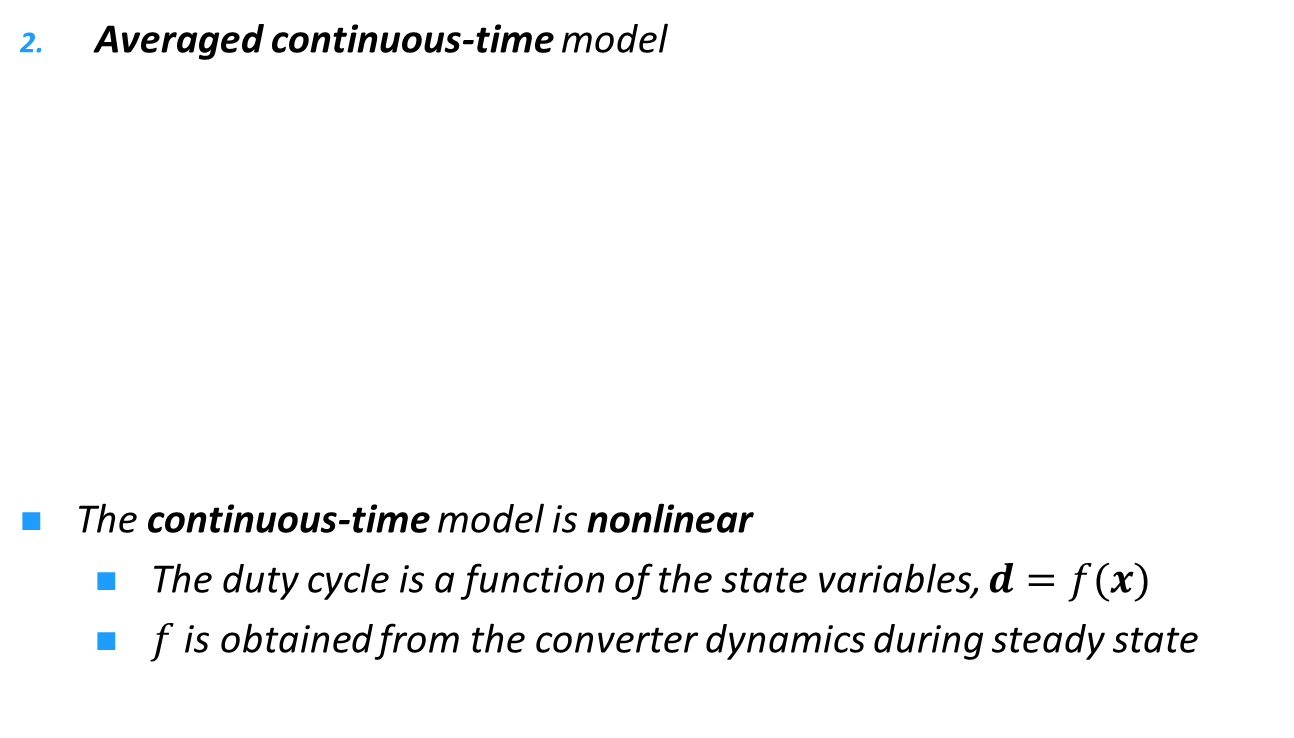 2. Averaged continuous-time model
The continuous-time model is nonlinear
The duty cycle is a function of the state variables, d = f(x)
f is obtained from the converter dynamics during steady state